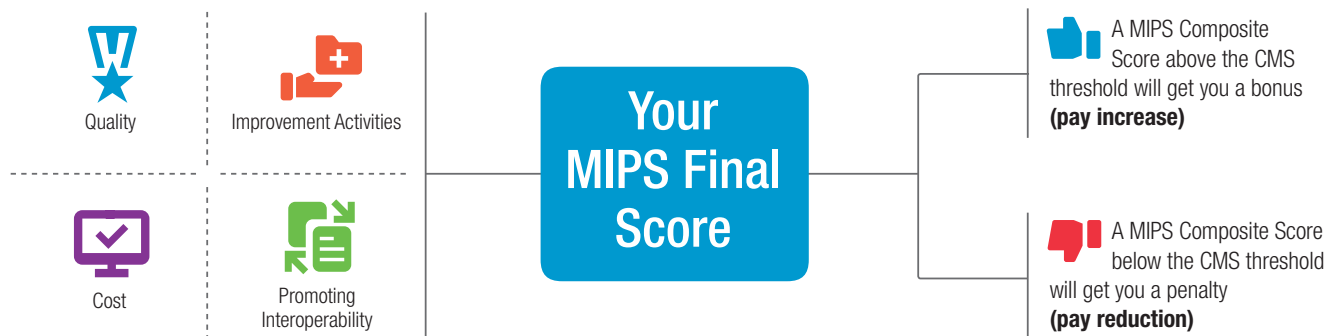 Quality
Improvement Activities
Cost
Promoting
Interoperability
Your
MIPS Final
Score
A MIPS Composite
Score above the CMS
threshold will get you a bonus
(pay increase)
A MIPS Composite Score
below the CMS threshold
will get you a penalty
(pay reduction)